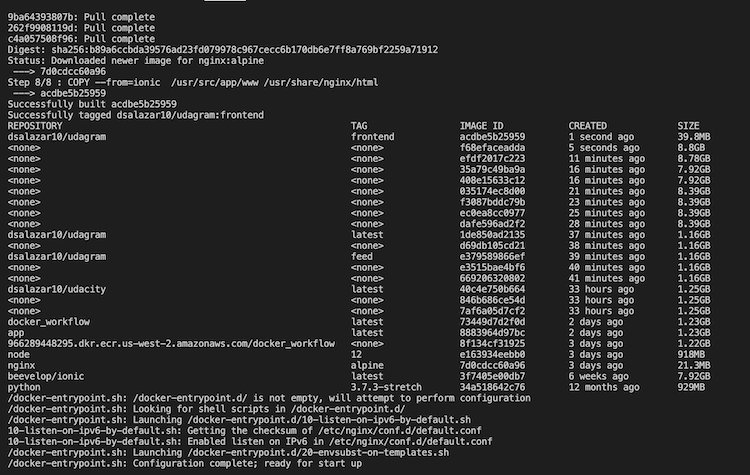 9ba64393807b: Pull complete
262f9908119d: Pull complete
c4a057508f96: Pull complete
Digest: sha256:b89a6ccbda39576ad23fd079978c967cecc6b170db6e7ff8a769bf2259a71912
Status: Downloaded newer image for nginx:alpine
---> 7d0cdcc60a96
Step 8/8 : COPY --from=ionic  /usr/src/app/www /usr/share/nginx/html
---> acdbe5b25959
Successfully built acdbe5b25959
Successfully tagged dsalazar10/udagram:frontend
REPOSITORY TAG IMAGE ID CREATED SIZE
dsalazar10/udagram frontend acdbe5b25959 1 second ago 39.8MB
<none> <none> f68efaceadda 5 seconds ago 8.8GB
<none> <none> efdf2017c223 11 minutes ago 8.78GB
<none> <none> 35a79c49ba9a 16 minutes ago 7.92GB
<none> <none> 408e15633c12 16 minutes ago 7.92GB
<none> <none> 035174ec8d00 21 minutes ago 8.39GB
<none> <none> f3087bddc79b 23 minutes ago 8.39GB
<none> <none> ec0ea8cc0977 25 minutes ago 8.39GB
<none> <none> dafe596ad2f2 28 minutes ago 8.39GB
dsalazar10/udagram latest 1de850ad2135 37 minutes ago 1.16GB
<none> <none> d69db105cd21 38 minutes ago 1.16GB
dsalazar10/udagram feed e379589866ef 39 minutes ago 1.16GB
<none> <none> e3515bae4bf6 40 minutes ago 1.16GB
<none> <none> 669206320802 41 minutes ago 1.16GB
dsalazar10/udacity latest 40c4e750b664 33 hours ago 1.25GB
<none> <none> 846b686ce54d 33 hours ago 1.25GB
<none> <none> 7af6a05d7cf2 33 hours ago 1.25GB
docker_workflow latest 73449d7d2f0d 2 days ago 1.23GB
app latest 8883964d97bc 2 days ago 1.23GB
966289448295.dkr.ecr.us-west-2.amazonaws.com/docker_workflow <none> 8f134cf31925 3 days ago 1.22GB
node 12 e163934eebb0 3 days ago 918MB
nginx alpine 7d0cdcc60a96 3 days ago 21.3MB
beevelop/ionic latest 3f7405e00db7 6 weeks ago 7.92GB
python 3.7.3-stretch 34a518642c76 12 months ago 929MB
/docker-entrypoint.sh: /docker-entrypoint.d/ is not empty, will attempt to perform configuration
/docker-entrypoint.sh: Looking for shell scripts in /docker-entrypoint.d/
/docker-entrypoint.sh: Launching /docker-entrypoint.d/10-listen-on-ipv6-by-default.sh
10-listen-on-ipv6-by-default.sh: Getting the checksum of /etc/nginx/conf.d/default.conf
10-listen-on-ipv6-by-default.sh: Enabled listen on IPv6 in /etc/nginx/conf.d/default.conf
/docker-entrypoint.sh: Launching /docker-entrypoint.d/20-envsubst-on-templates.sh
/docker-entrypoint.sh: Configuration complete; ready for start up